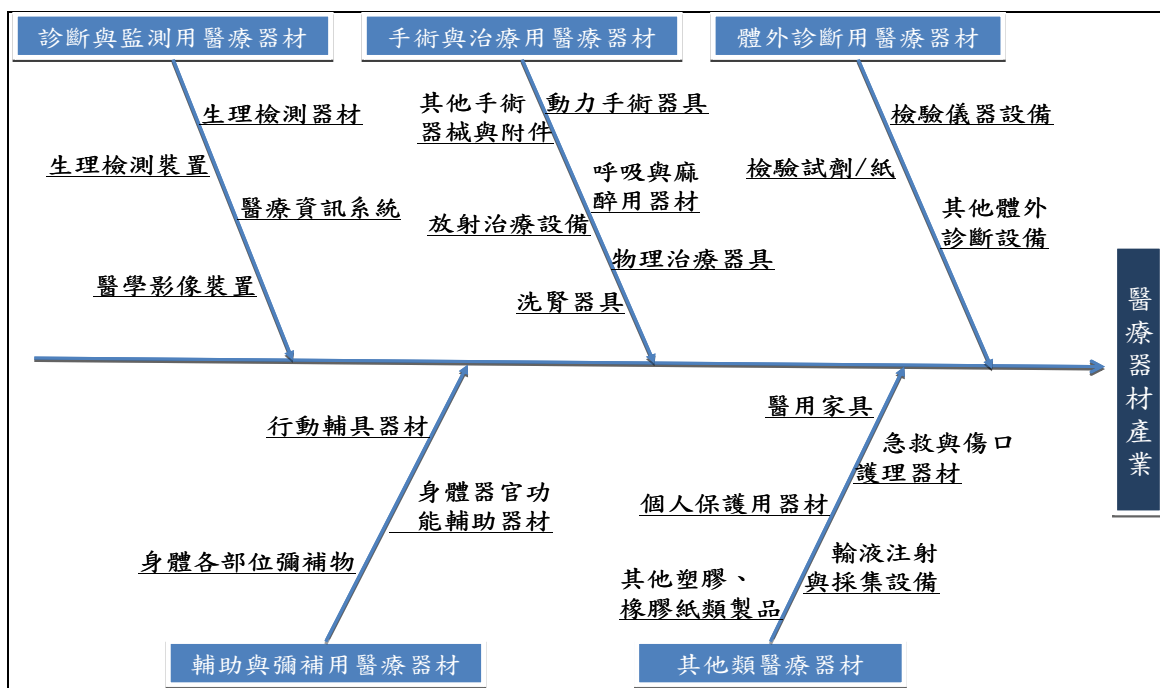 診斷與監測用醫療器材
手術與治療用醫療器材
體外診斷用醫療器材
生理檢測器材
生理檢測裝置
醫療資訊系統
醫學影像裝置
其他手術
器械與附件
動力手術器具
呼吸與麻
醉用器材
放射治療設備
物理治療器具
洗腎器具
檢驗儀器設備
檢驗試劑/紙
其他體外
診斷設備
醫療器材產業
行動輔具器材
身體器官功
能輔助器材
身體各部位彌補物
醫用家具
急救與傷口
護理器材
個人保護用器材
輸液注射
與採集設備
其他塑膠、
橡膠紙類製品
輔助與彌補用醫療器材
其他類醫療器材